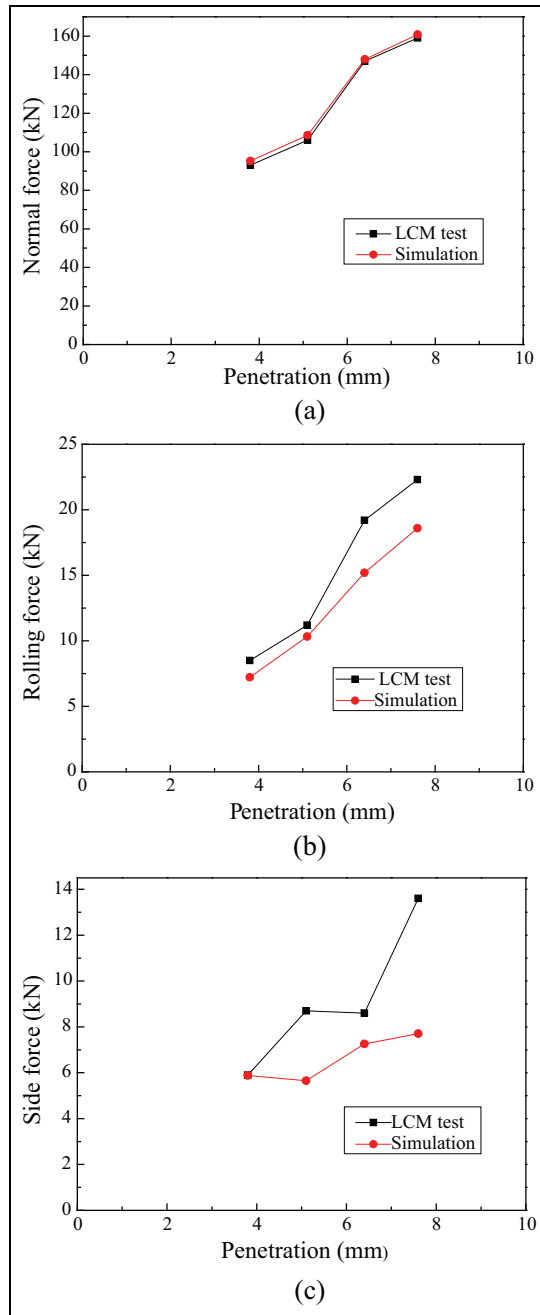 160
140
120
100
80
60
40
20
0
Normal force (kN)
LCM test
Simulation
0 2 4 6 8 10
Penetration (mm)
(a)
25
20
15
10
5
0
Rolling force (kN)
LCM test
Simulation
0 2 4 6 8 10
Penetration (mm)
(b)
14
12
10
8
6
4
2
0
Side force (kN)
LCM test
Simulation
0 2 4 6 8 10
Penetration (mm)
(c)